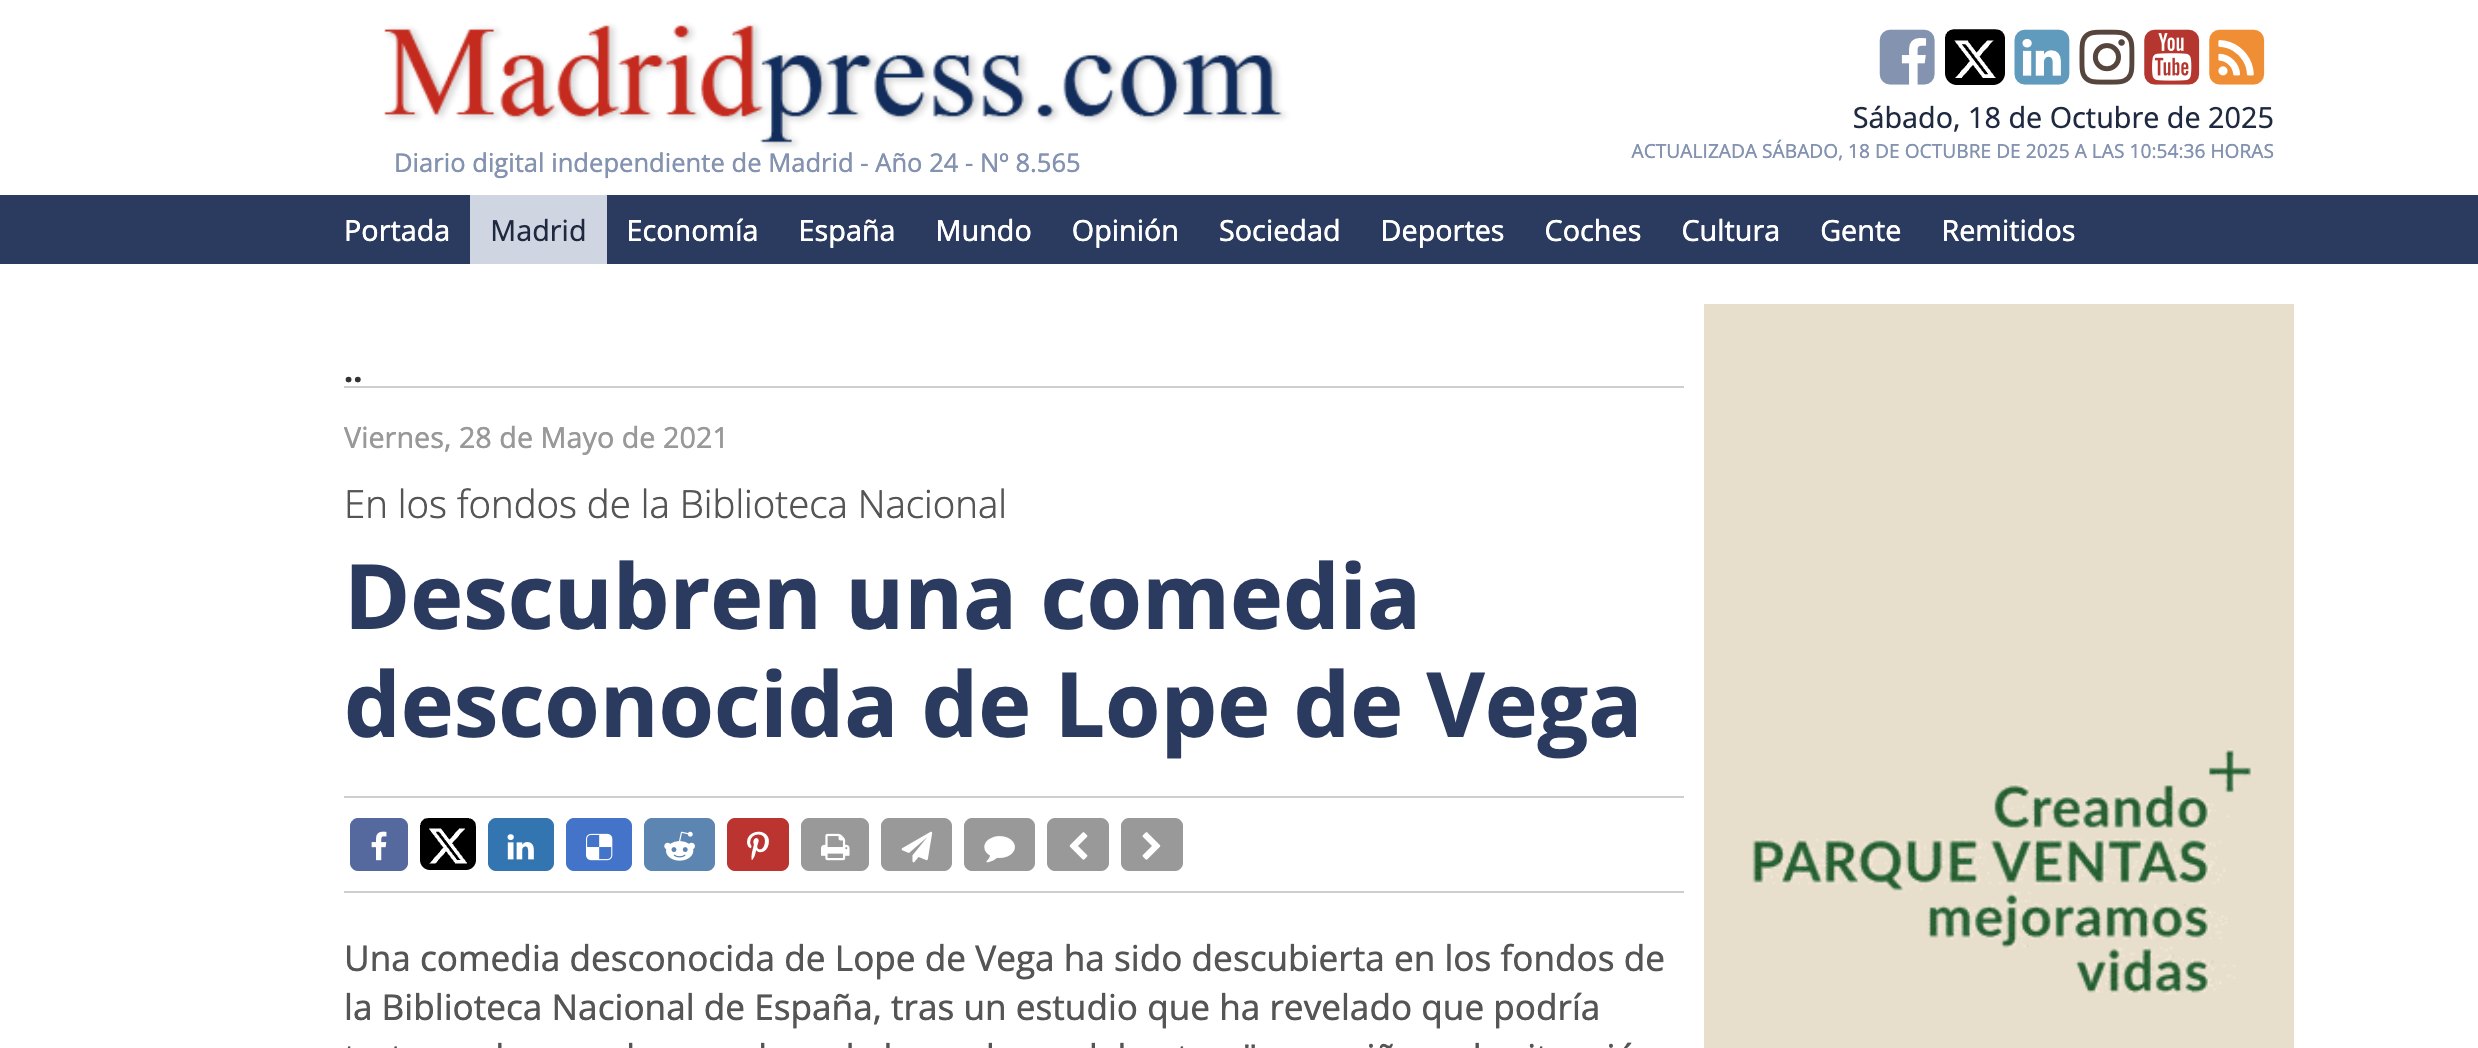 Madridpress.com
Diario digital independiente de Madrid - Año 24 - Nº 8.565
You
Tube
Sábado, 18 de Octubre de 2025
ACTUALIZADA SÁBADO, 18 DE OCTUBRE DE 2025 A LAS 10:54:36 HORAS
Portada Madrid Economía España Mundo Opinión Sociedad Deportes Coches Cultura Gente Remitidos
..
Viernes, 28 de Mayo de 2021
En los fondos de la Biblioteca Nacional
Descubren una comedia
desconocida de Lope de Vega
Una comedia desconocida de Lope de Vega ha sido descubierta en los fondos de
la Biblioteca Nacional de España, tras un estudio que ha revelado que podría
Creando+
PARQUE VENTAS
mejoramos
vidas